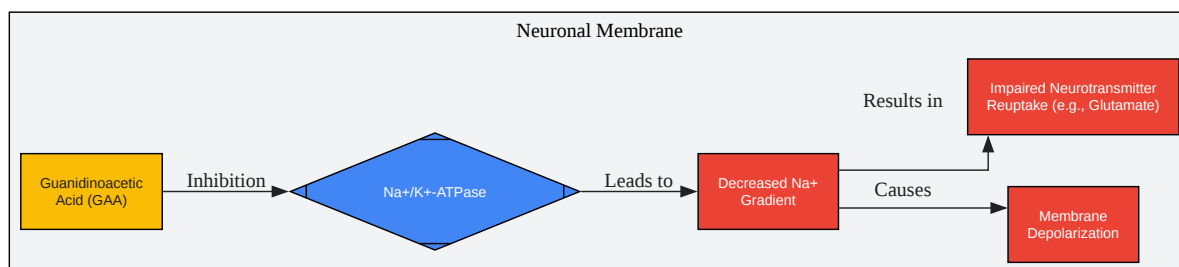 Neuronal Membrane
Guanidinoacetic
Acid (GAA)
Inhibition
Na+/K+-ATPase
Leads to
Decreased Na+
Gradient
Results in
Impaired Neurotransmitter
Reuptake (e.g., Glutamate)
Causes
Membrane
Depolarization